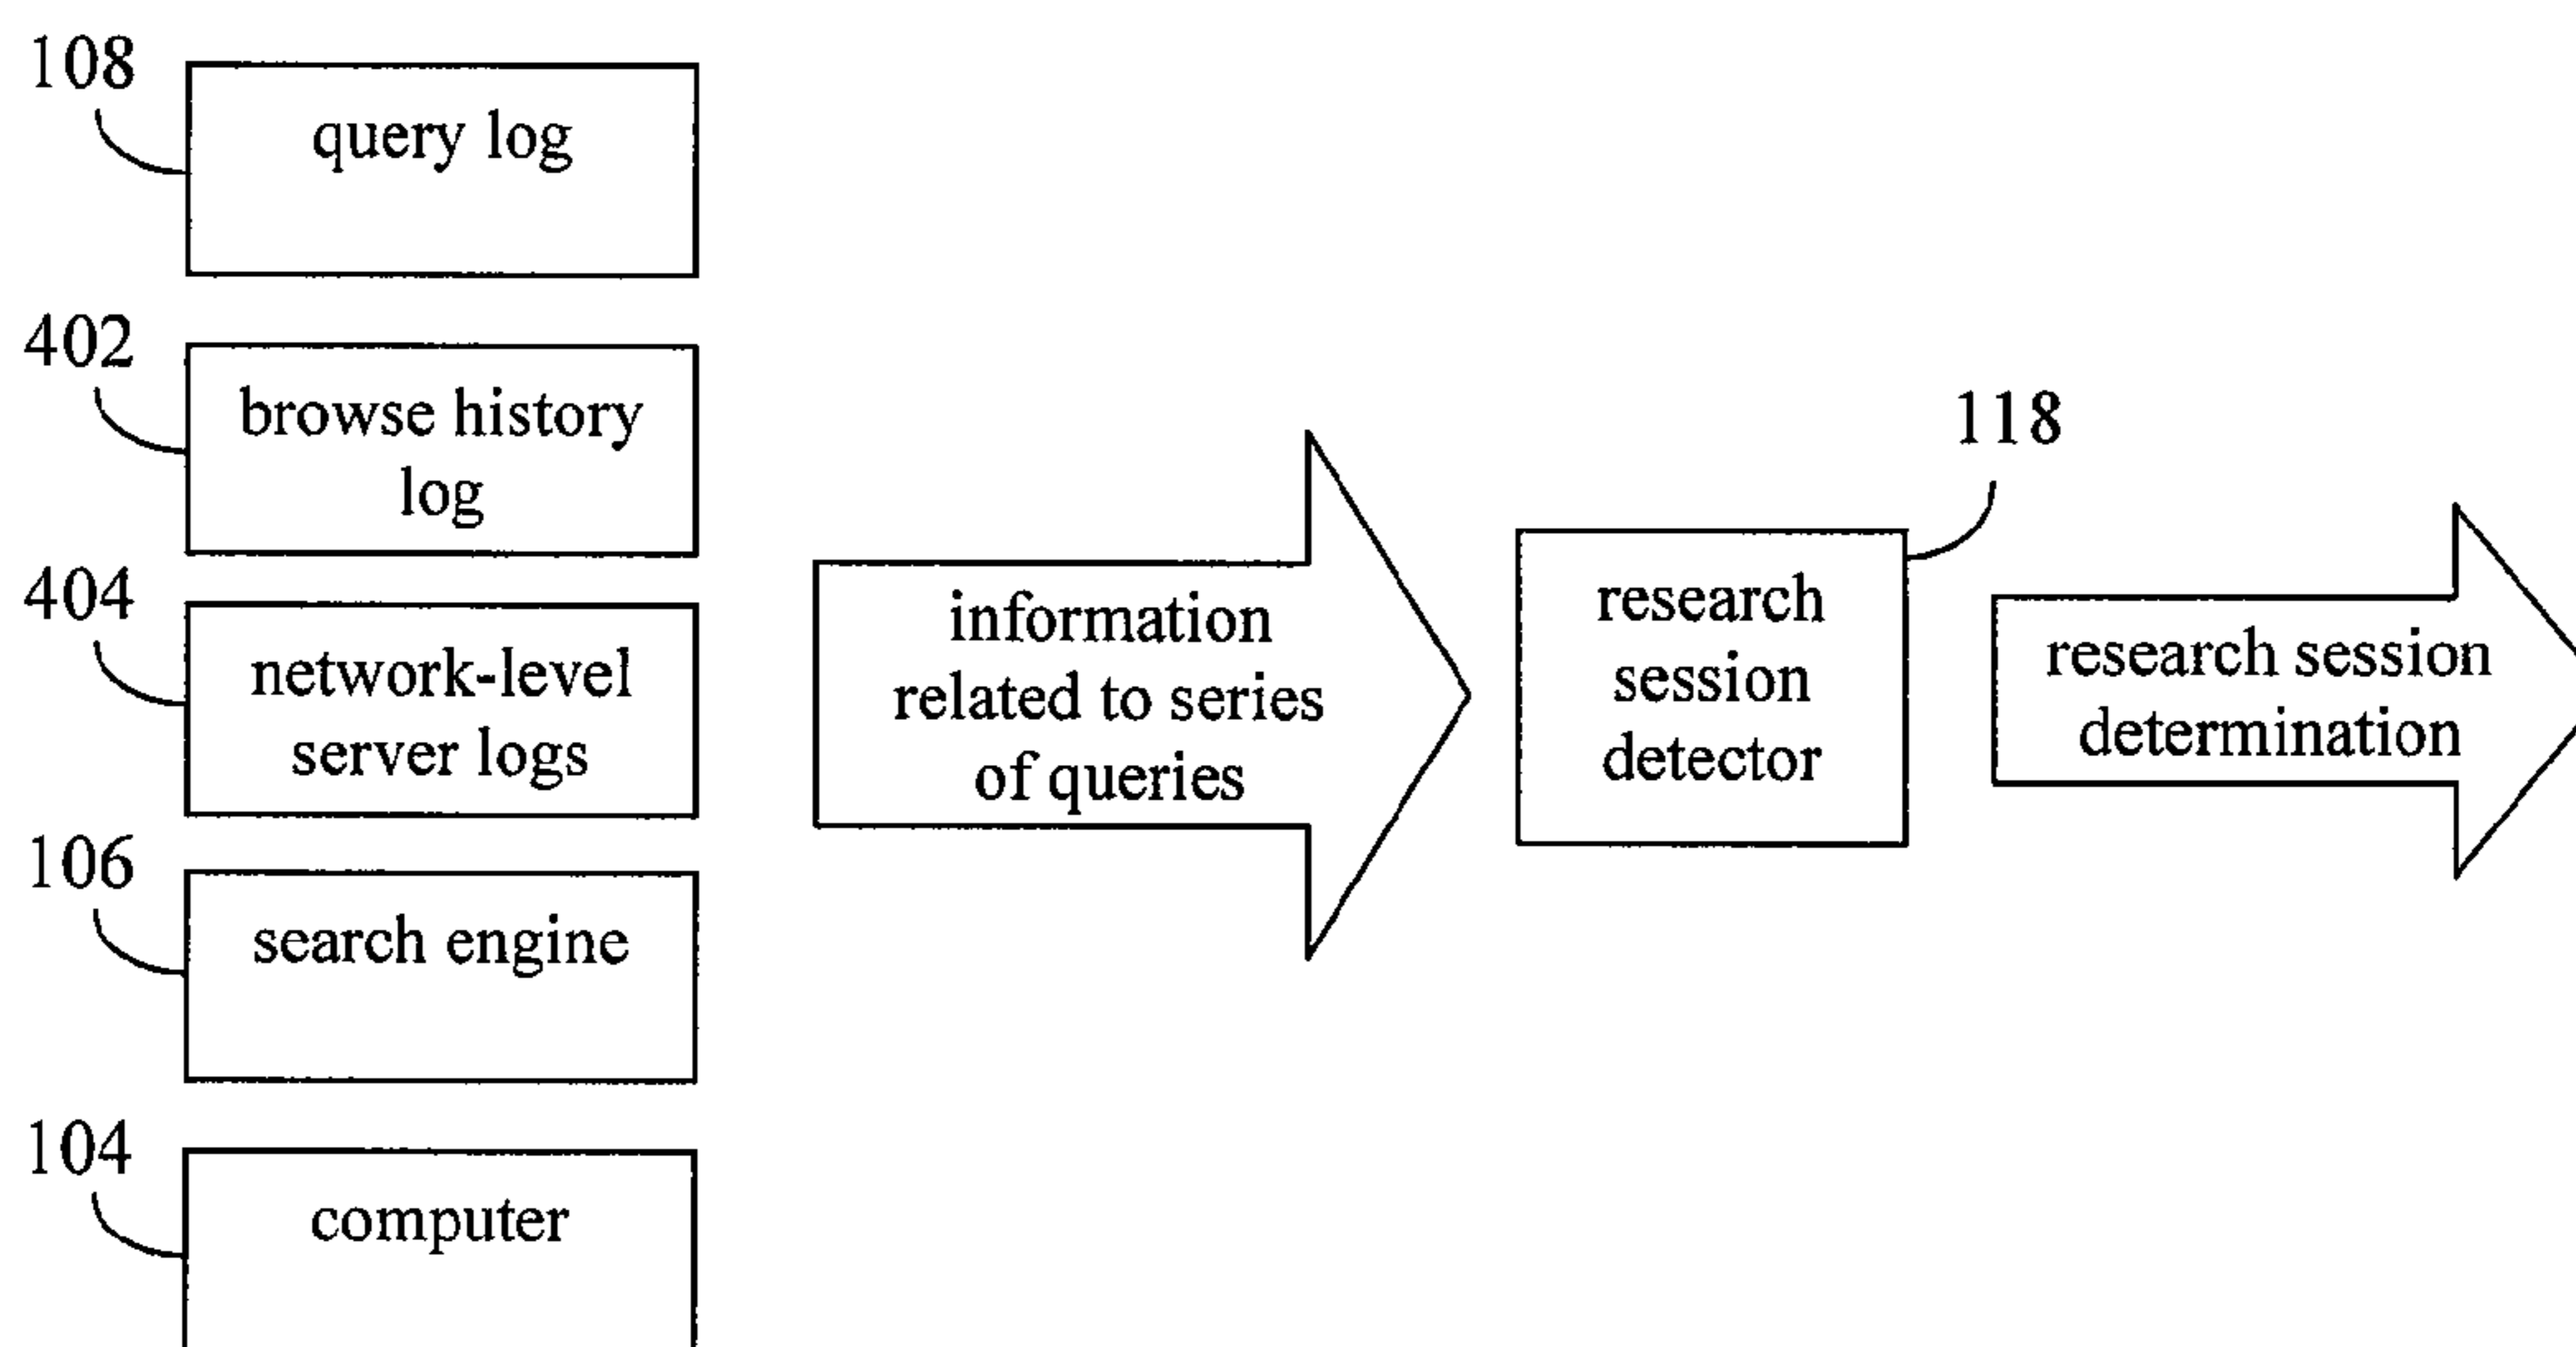 108
query log
402
browse history
log
404
network-level
server logs
106
search engine
104
computer
information
related to series
of queries
118
research
session
detector
research session
determination